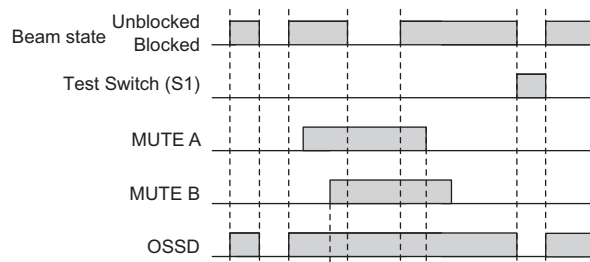 Unblocked
Beam state
Blocked
Test Switch (S1)
MUTE A
MUTE B
OSSD